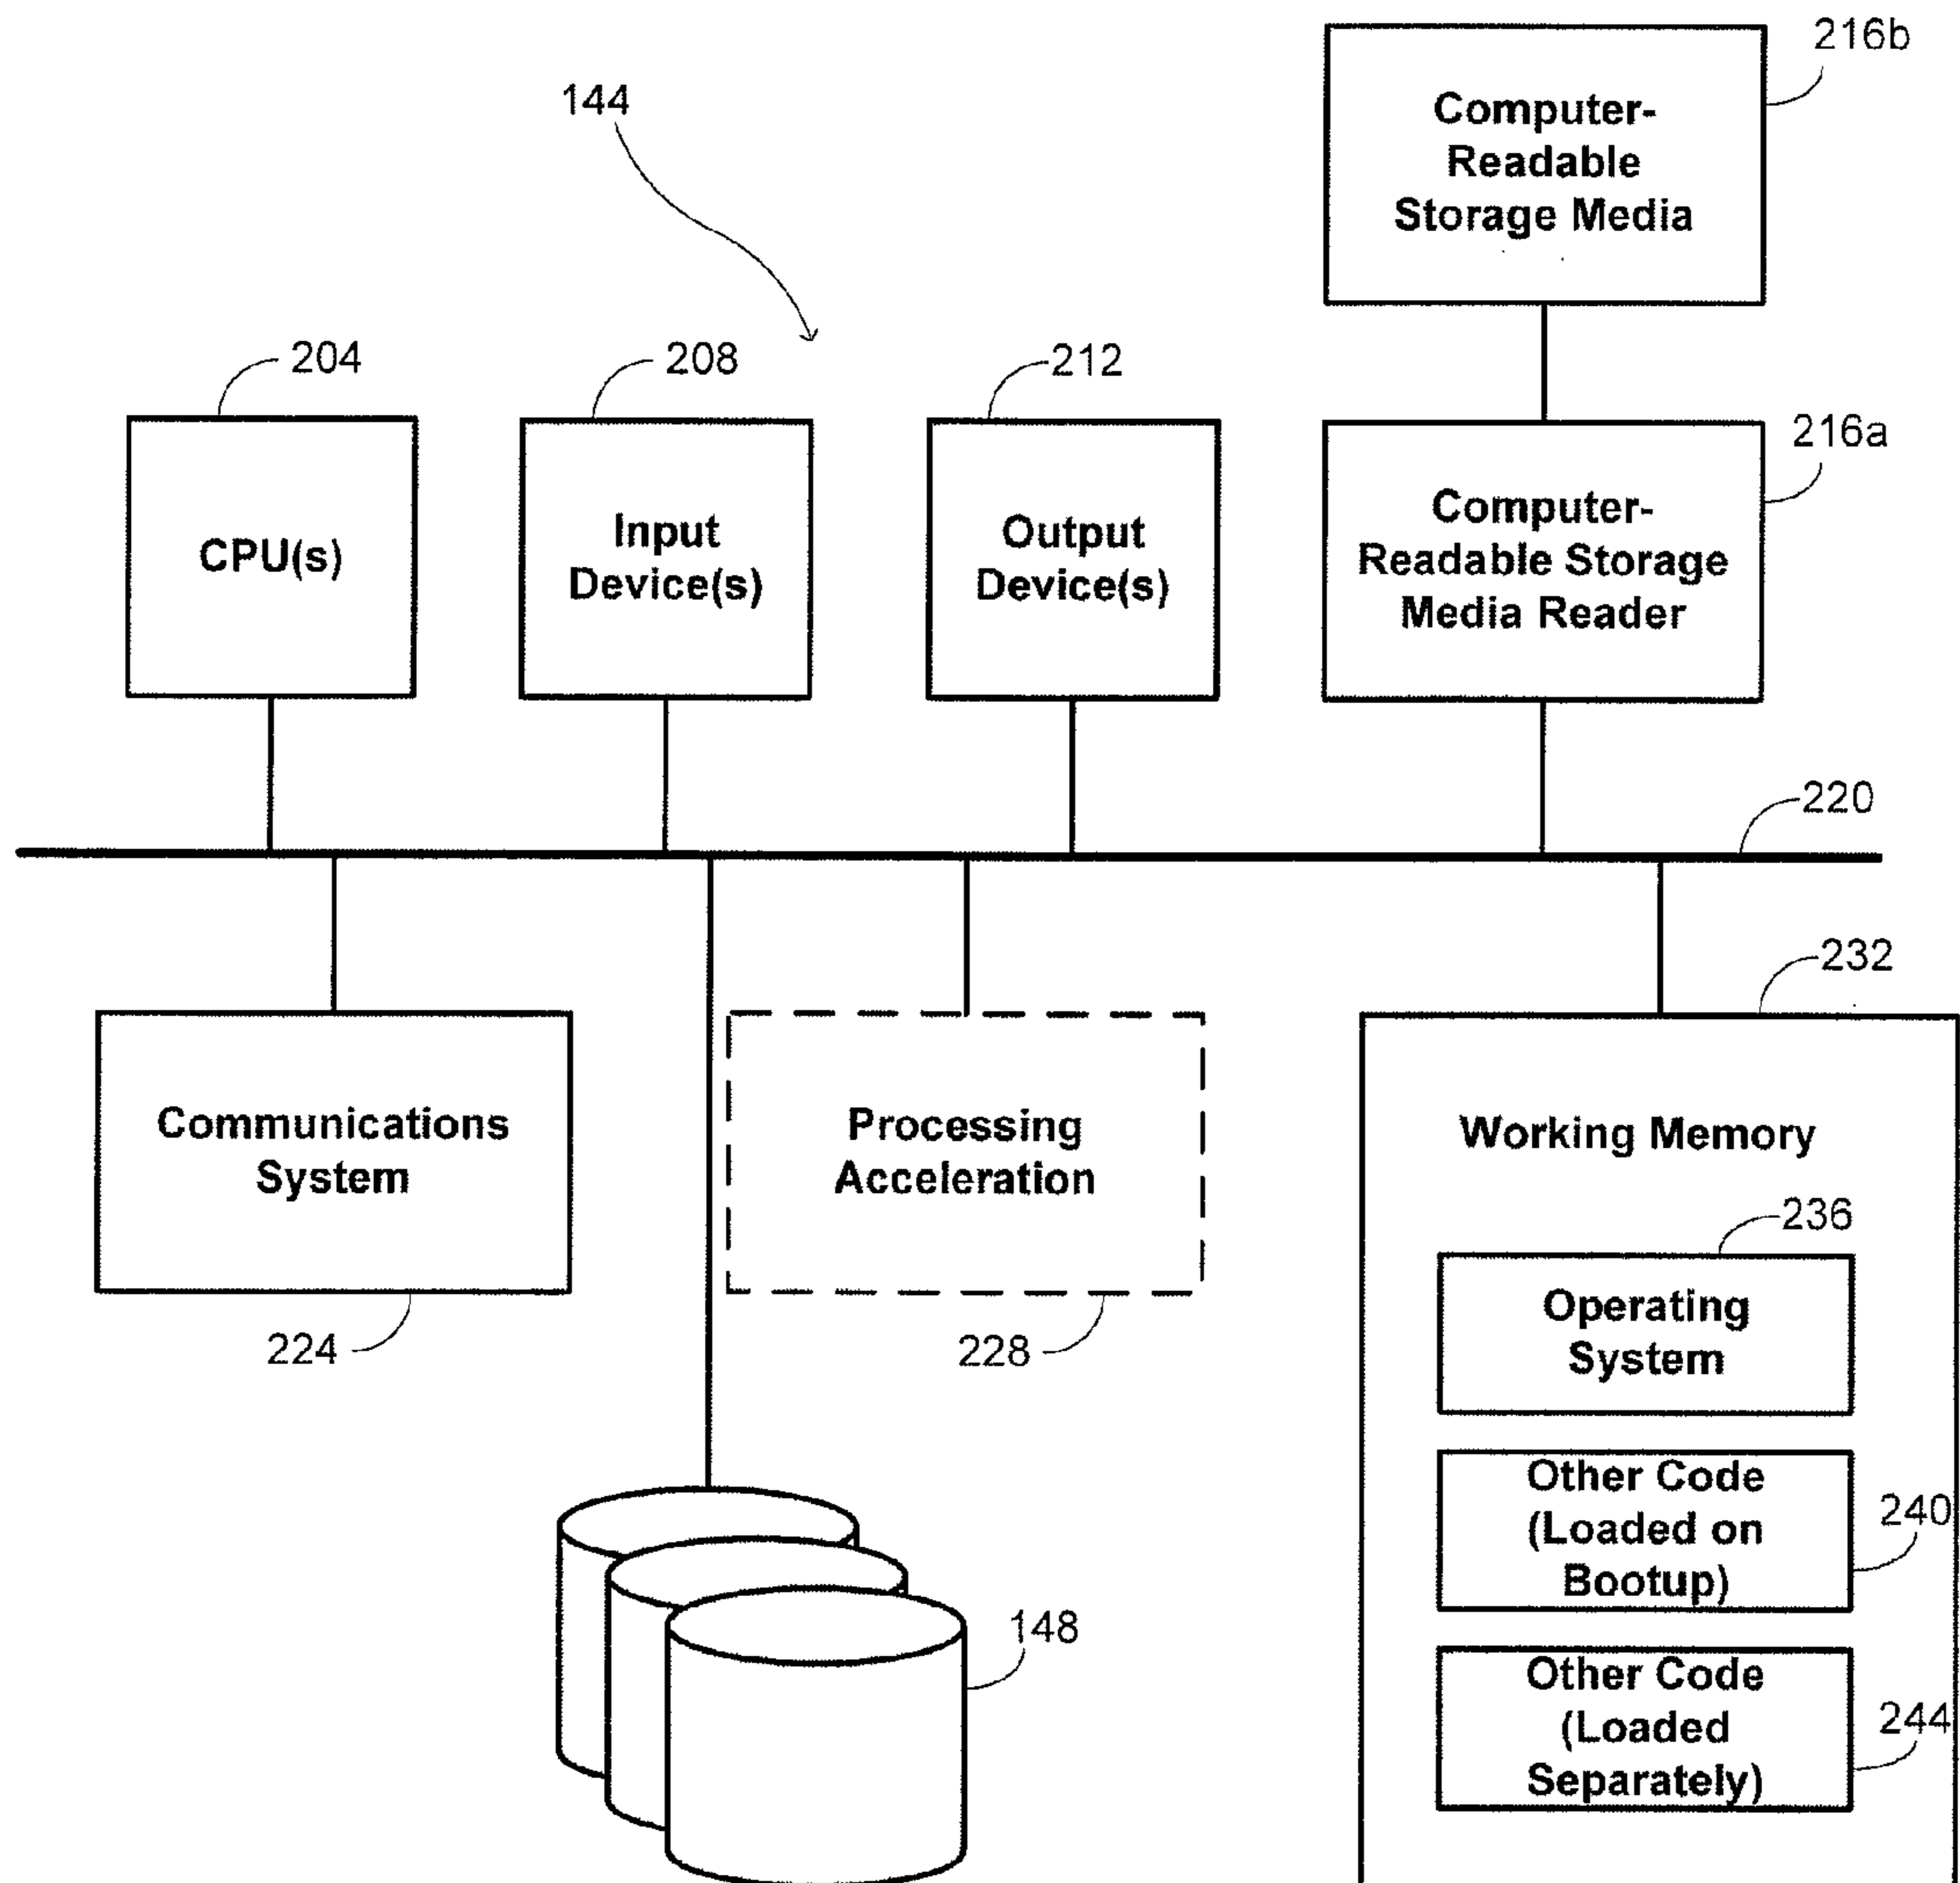 216b
Computer-
Readable
Storage Media
144
204
208
212
216a
CPU(s)
Input
Device(s)
Output
Device(s)
Computer-
Readable Storage
Media Reader
220
232
Communications
System
Processing
Acceleration
Working Memory
224
228
236
Operating
System
Other Code
(Loaded on
Bootup)
240
148
Other Code
(Loaded
Separately)
244